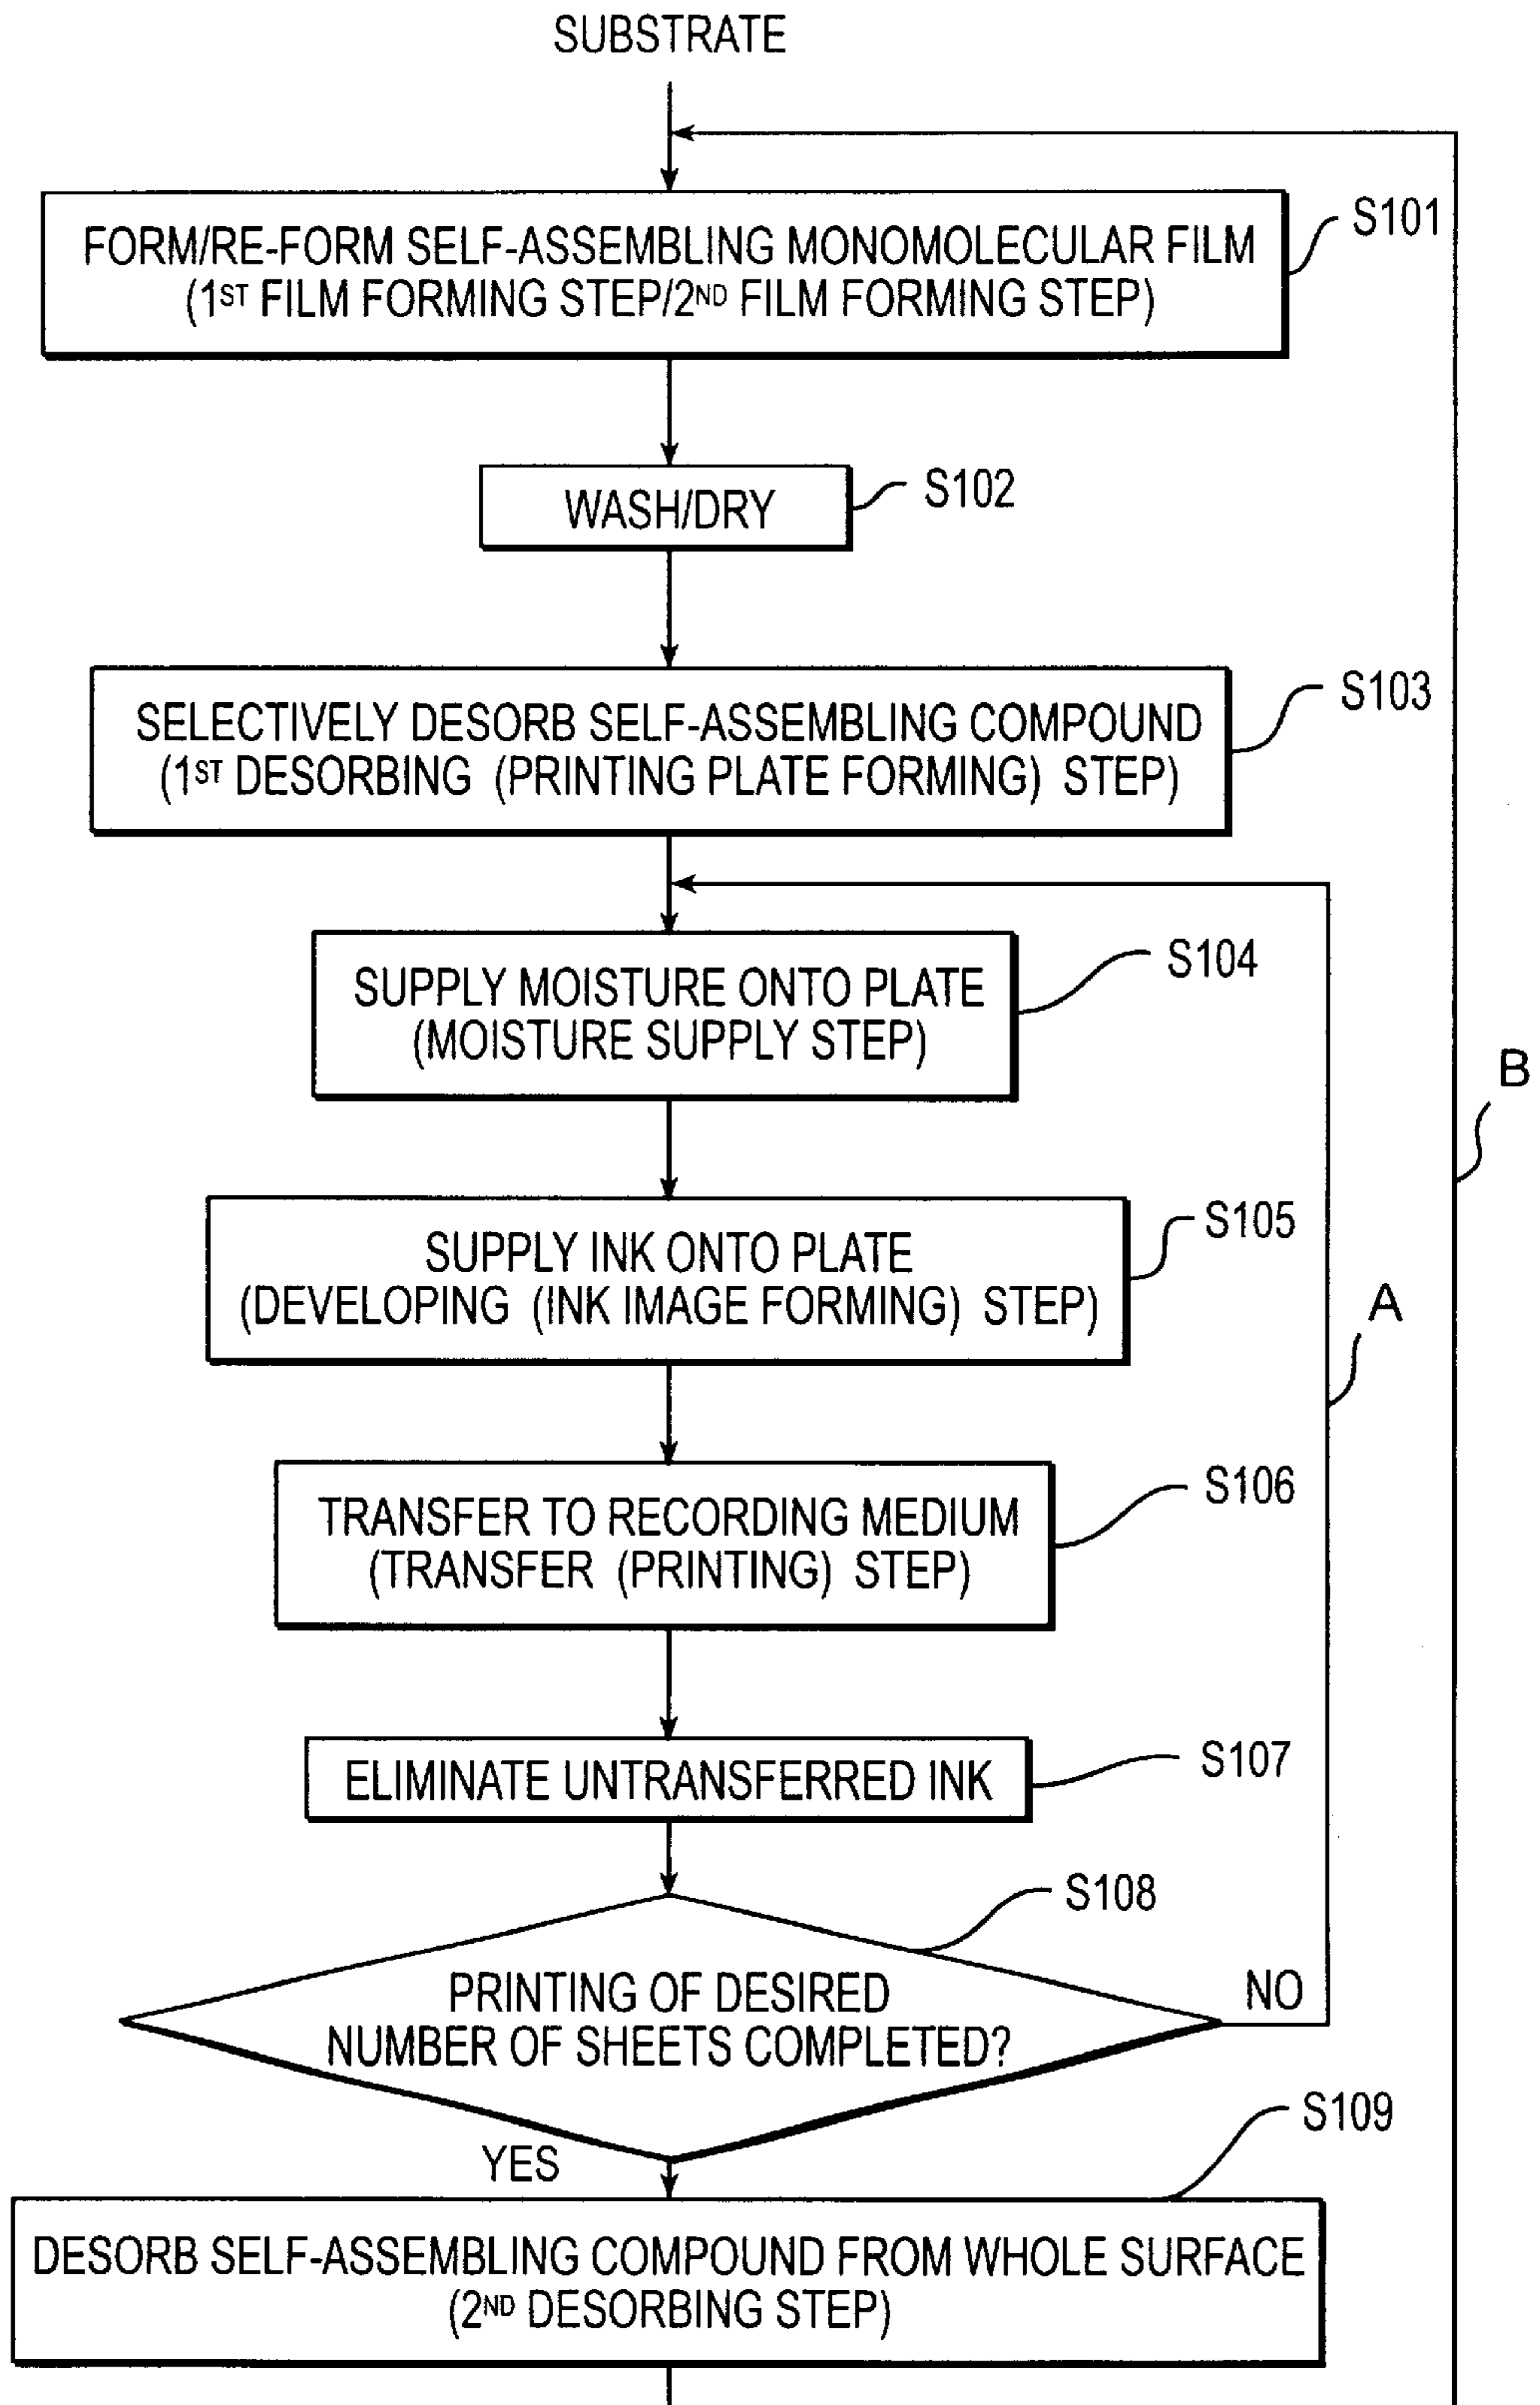 SUBSTRATE
FORM/RE-FORM SELF-ASSEMBLING MONOMOLECULAR FILM
(1ST FILM FORMING STEP/2ND FILM FORMING STEP)
S101
WASH/DRY
S102
SELECTIVELY DESORB SELF-ASSEMBLING COMPOUND
(1ST DESORBING (PRINTING PLATE FORMING) STEP)
S103
SUPPLY MOISTURE ONTO PLATE
(MOISTURE SUPPLY STEP)
S104
B
SUPPLY INK ONTO PLATE
(DEVELOPING (INK IMAGE FORMING) STEP)
S105
A
TRANSFER TO RECORDING MEDIUM
(TRANSFER (PRINTING) STEP)
S106
ELIMINATE UNTRANSFERRED INK
S107
S108
PRINTING OF DESIRED
NUMBER OF SHEETS COMPLETED?
NO
YES
S109
DESORB SELF-ASSEMBLING COMPOUND FROM WHOLE SURFACE
(2ND DESORBING STEP)